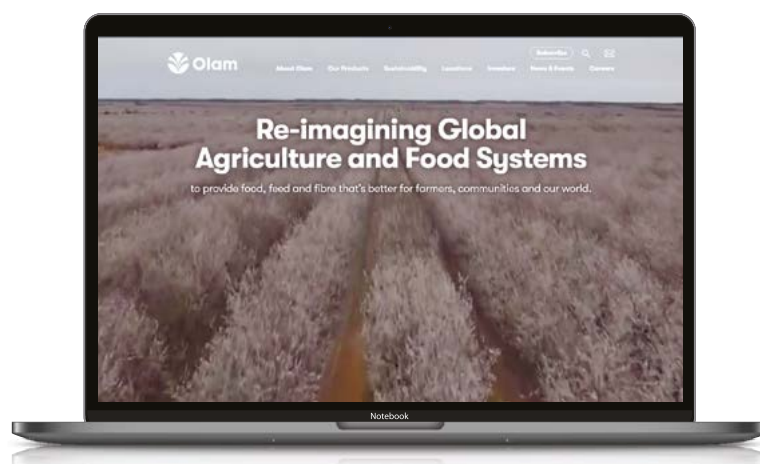 Subscribe
Olam
About Olam Our Products Sustainability Locations Investors News & Events Careers
Re-imagining Global
Agriculture and Food Systems
to provide food, feed and fibre that's better for farmers, communities and our world.
Notebook